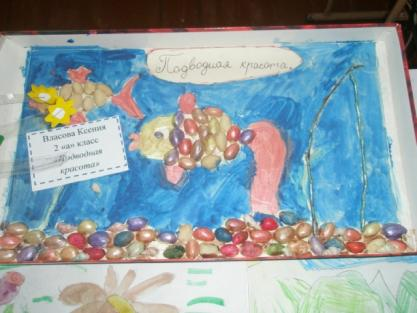 Подводная красота.
Власова Ксения
2 «а» класс
«Подводная
красота»